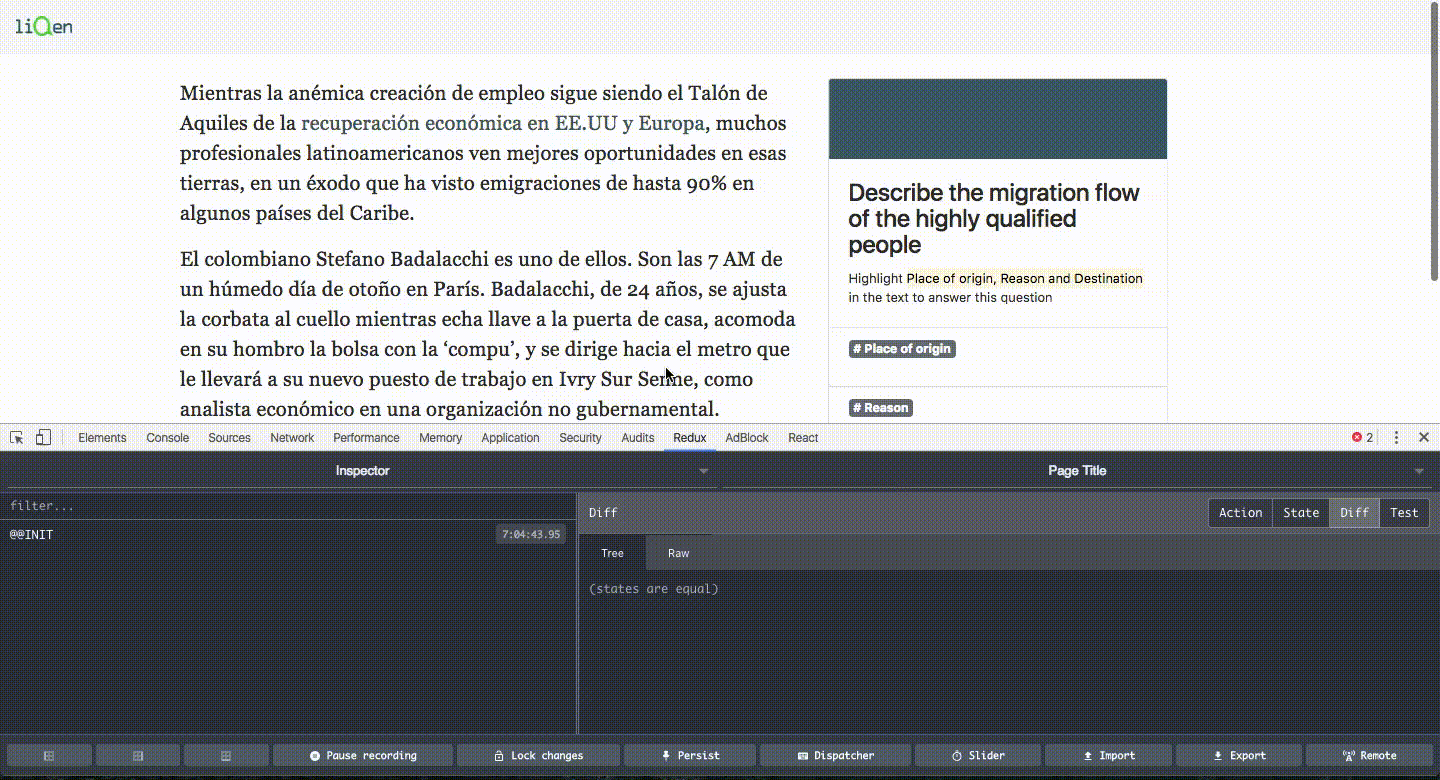 liQen
Mientras la anémica creación de empleo sigue siendo el Talón de
Aquiles de la recuperación económica en EE.UU y Europa, muchos
profesionales latinoamericanos ven mejores oportunidades en esas
tierras, en un éxodo que ha visto emigraciones de hasta 90% en
algunos países del Caribe.
El colombiano Stefano Badalacchi es uno de ellos. Son las 7 AM de
un húmedo día de otoño en París. Badalacchi, de 24 años, se ajusta
la corbata al cuello mientras echa llave a la puerta de casa, acomoda
en su hombro la bolsa con la ‘compu’, y se dirige hacia el metro que
le llevará a su nuevo puesto de trabajo en Ivry Sur Senne, como
analista económico en una organización no gubernamental.
Describe the migration flow
of the highly qualified
people
Highlight Place of origin, Reason and Destination
in the text to answer this question
# Place of origin
# Reason
Elements Console Sources Network Performance Memory Application Security Audits Redux AdBlock React 2
Inspector Page Title
filter...
@@INIT 7:04:43.95
Diff Action State Diff Test
Tree Raw
(states are equal)
Pause recording Lock changes Persist Dispatcher Slider Import Export Remote